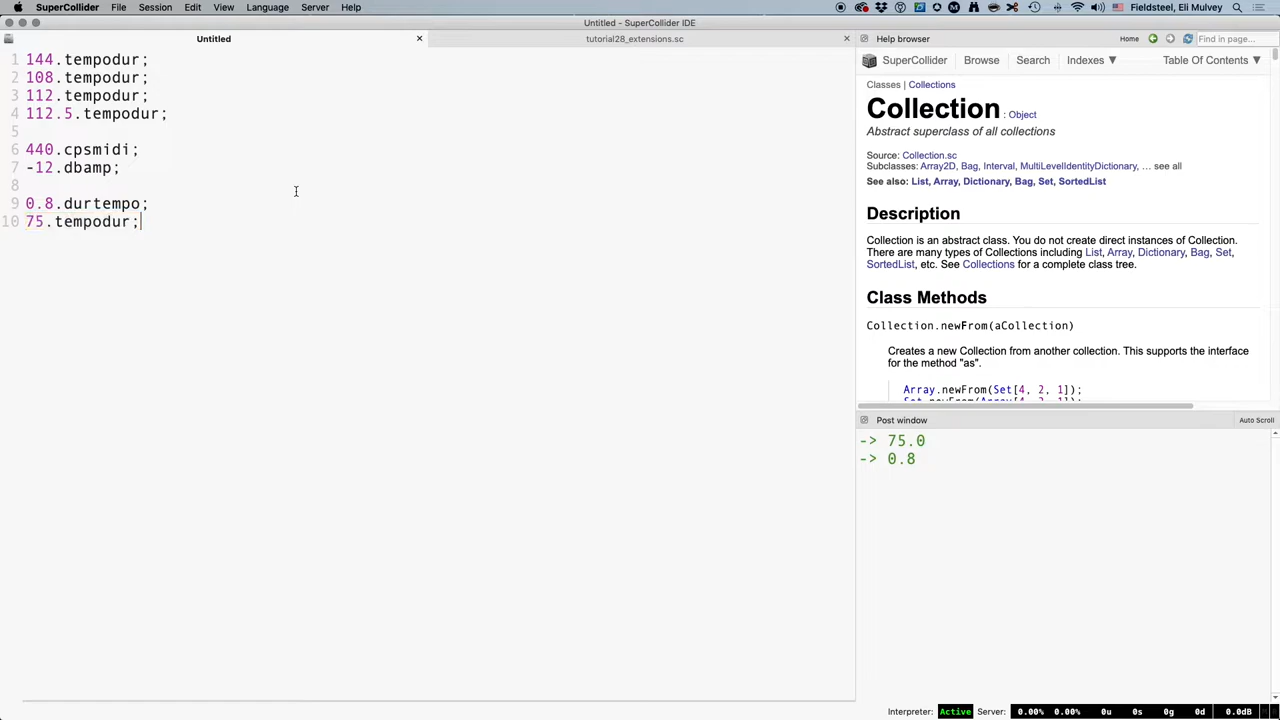 SuperCollider File Session Edit View Language Server Help Fieldsteel, Eli Mulvey
Untitled - SuperCollider IDE
Untitled
tutorial28_extensions.sc
1 144.tempodur;
2 108.tempodur;
3 112.tempodur;
4 112.5.tempodur;
5
6 440.cpsmidi;
7 -12.dbamp;
8
9 0.8.durtempo;
10 75.tempodur;
Help browser Home Find in page...
SuperCollider Browse Search Indexes ▼ Table Of Contents ▼
Classes | Collections
Collection : Object
Abstract superclass of all collections
Source: Collection.sc
Subclasses: Array2D, Bag, Interval, MultiLevelIdentityDictionary, ... see all
See also: List, Array, Dictionary, Bag, Set, SortedList
Description
Collection is an abstract class. You do not create direct instances of Collection.
There are many types of Collections including List, Array, Dictionary, Bag, Set,
SortedList, etc. See Collections for a complete class tree.
Class Methods
Collection.newFrom(aCollection)
Creates a new Collection from another collection. This supports the interface
for the method "as".
Array.newFrom(Set[4, 2, 1]);
Set.newFrom(Array[4, 2, 1]);
Post window Auto Scroll
-> 75.0
-> 0.8
Interpreter: Active Server: 0.00% 0.00% 0u 0s 0g 0d 0.0dB